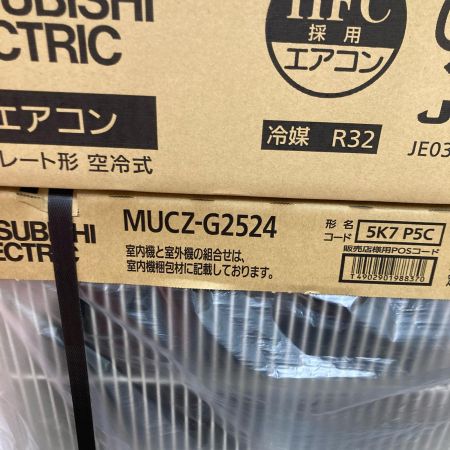 MITSUBISHI
ELECTRIC
HFC
採用
エアコン
エアコン
レート形 空冷式
冷媒 R32
JE03
SUBISHI
ECTRIC
MUCZ-G2524
室内機と室外機の組合せは、
室内機梱包材に記載しております。
形名
コード
5K7 P5C
販売店様用POSコード
T4902901988370